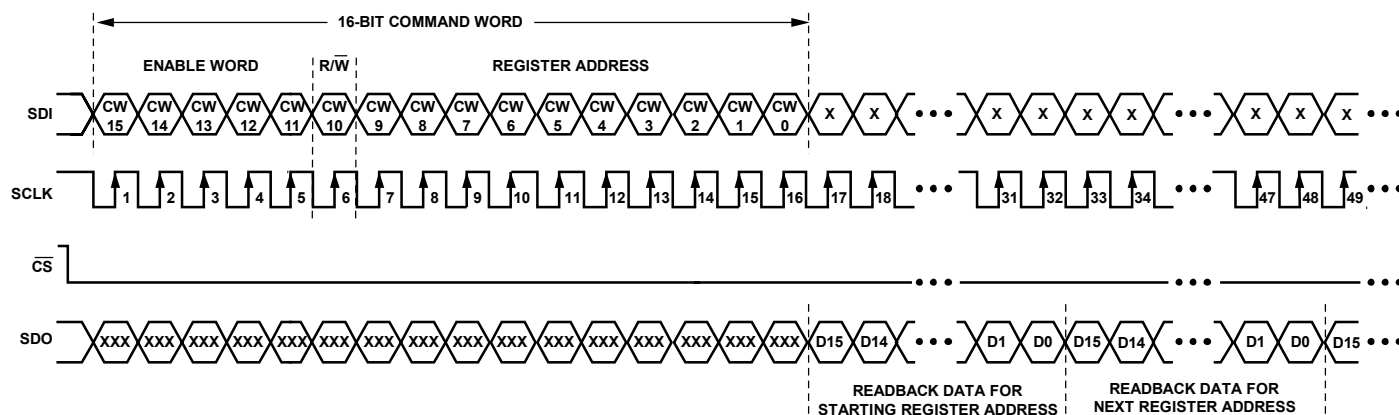 16-BIT COMMAND WORD
ENABLE WORD R/W̅ REGISTER ADDRESS
SDI CW 15 CW 14 CW 13 CW 12 CW 11 CW 10 CW 9 CW 8 CW 7 CW 6 CW 5 CW 4 CW 3 CW 2 CW 1 CW 0 X X X X X X X X X
SCLK 1 2 3 4 5 6 7 8 9 10 11 12 13 14 15 16 17 18 31 32 33 34 47 48 49
C̅S̅
SDO XXX XXX XXX XXX XXX XXX XXX XXX XXX XXX XXX XXX XXX XXX XXX XXX D15 D14 D1 D0 D15 D14 D1 D0 D15
READBACK DATA FOR
STARTING REGISTER ADDRESS
READBACK DATA FOR
NEXT REGISTER ADDRESS